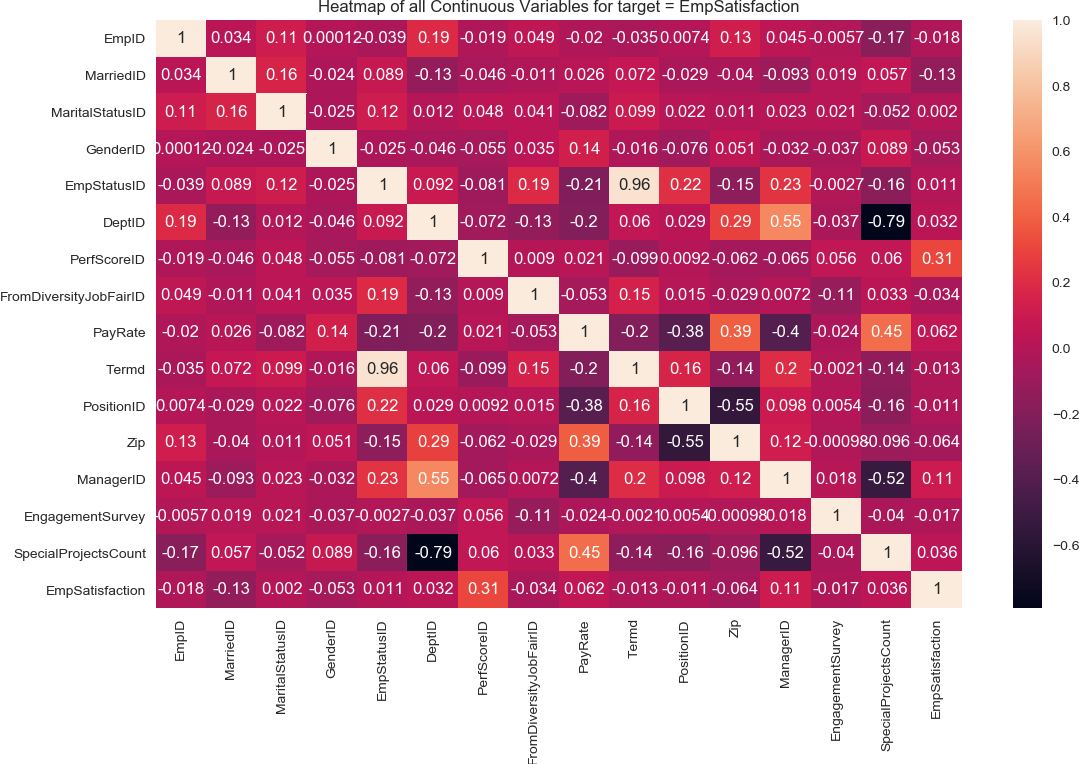 Heatmap of all Continuous Variables for target = EmpSatisfaction
EmpID 1 0.034 0.11 0.00012 -0.039 0.19 -0.019 0.049 -0.02 -0.035 0.0074 0.13 0.045 -0.0057 -0.17 -0.018
MarriedID 0.034 1 0.16 -0.024 0.089 -0.13 -0.046 -0.011 0.026 0.072 -0.029 -0.04 -0.093 0.019 0.057 -0.13
MaritalStatusID 0.11 0.16 1 -0.025 0.12 0.012 0.048 0.041 -0.082 0.099 0.022 0.011 0.023 0.021 -0.052 0.002
GenderID 0.00012 -0.024 -0.025 1 -0.025 -0.046 -0.055 0.035 0.14 -0.016 -0.076 0.051 -0.032 -0.037 0.089 -0.053
EmpStatusID -0.039 0.089 0.12 -0.025 1 0.092 -0.081 0.19 -0.21 0.96 0.22 -0.15 0.23 -0.0027 -0.16 0.011
DeptID 0.19 -0.13 0.012 -0.046 0.092 1 -0.072 -0.13 -0.2 0.06 0.029 0.29 0.55 -0.037 -0.79 0.032
PerfScoreID -0.019 -0.046 0.048 -0.055 -0.081 -0.072 1 0.009 0.021 -0.099 0.0092 -0.062 -0.065 0.056 0.06 0.31
FromDiversityJobFairID 0.049 -0.011 0.041 0.035 0.19 -0.13 0.009 1 -0.053 0.15 0.015 -0.029 0.0072 -0.11 0.033 -0.034
PayRate -0.02 0.026 -0.082 0.14 -0.21 -0.2 0.021 -0.053 1 -0.2 -0.38 0.39 -0.4 -0.024 0.45 0.062
Termd -0.035 0.072 0.099 -0.016 0.96 0.06 -0.099 0.15 -0.2 1 0.16 -0.14 0.2 -0.0021 -0.14 -0.013
PositionID 0.0074 -0.029 0.022 -0.076 0.22 0.029 0.0092 0.015 -0.38 0.16 1 -0.55 0.098 0.0054 -0.16 -0.011
Zip 0.13 -0.04 0.011 0.051 -0.15 0.29 -0.062 -0.029 0.39 -0.14 -0.55 1 0.12 -0.00098 -0.096 -0.064
ManagerID 0.045 -0.093 0.023 -0.032 0.23 0.55 -0.065 0.0072 -0.4 0.2 0.098 0.12 1 0.018 -0.52 0.11
EngagementSurvey -0.0057 0.019 0.021 -0.037 -0.0027 -0.037 0.056 -0.11 -0.024 -0.0021 0.0054 -0.00098 0.018 1 -0.04 -0.017
SpecialProjectsCount -0.17 0.057 -0.052 0.089 -0.16 -0.79 0.06 0.033 0.45 -0.14 -0.16 -0.096 -0.52 -0.04 1 0.036
EmpSatisfaction -0.018 -0.13 0.002 -0.053 0.011 0.032 0.31 -0.034 0.062 -0.013 -0.011 -0.064 0.11 -0.017 0.036 1
EmpID
MarriedID
MaritalStatusID
GenderID
EmpStatusID
DeptID
PerfScoreID
FromDiversityJobFairID
PayRate
Termd
PositionID
Zip
ManagerID
EngagementSurvey
SpecialProjectsCount
EmpSatisfaction
1.0
0.8
0.6
0.4
0.2
0.0
−0.2
−0.4
−0.6